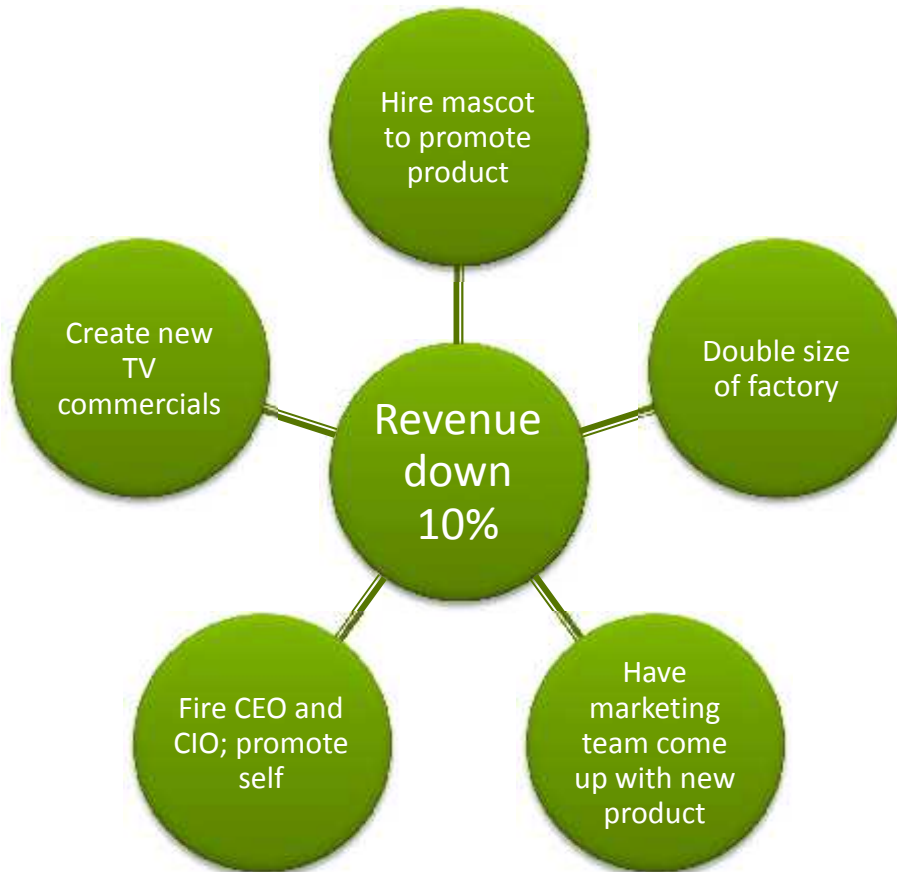 Hire mascot
to promote
product
Create new
TV
commercials
Double size
of factory
Revenue
down
10%
Fire CEO and
CIO; promote
self
Have
marketing
team come
up with new
product